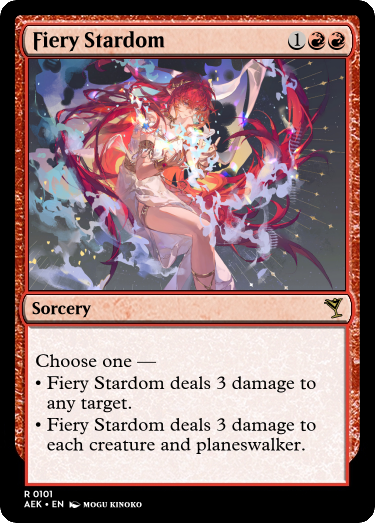 Fiery Stardom 1
Sorcery
Choose one —
• Fiery Stardom deals 3 damage to
any target.
• Fiery Stardom deals 3 damage to
each creature and planeswalker.
R 0101
AEK • EN MOGU KINOKO